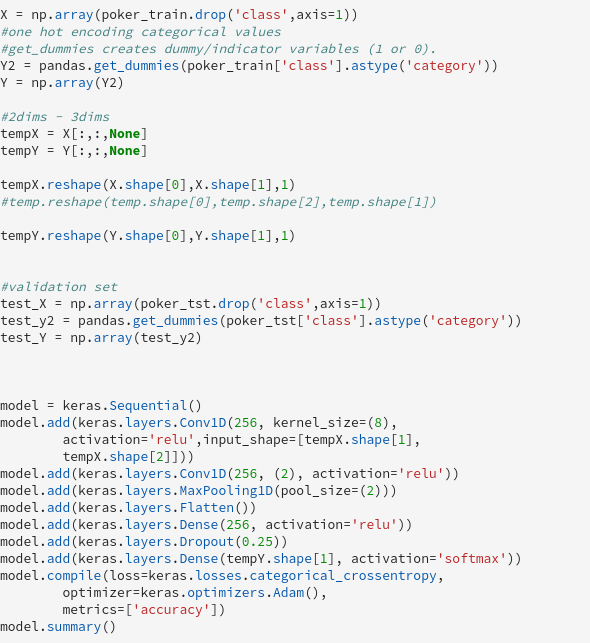 X = np.array(poker_train.drop('class',axis=1))
#one hot encoding categorical values
#get_dummies creates dummy/indicator variables (1 or 0).
Y2 = pandas.get_dummies(poker_train['class'].astype('category'))
Y = np.array(Y2)
#2dims - 3dims
tempX = X[:,:,None]
tempY = Y[:,:,None]
tempX.reshape(X.shape[0],X.shape[1],1)
#temp.reshape(temp.shape[0],temp.shape[2],temp.shape[1])
tempY.reshape(Y.shape[0],Y.shape[1],1)
#validation set
test_X = np.array(poker_tst.drop('class',axis=1))
test_y2 = pandas.get_dummies(poker_tst['class'].astype('category'))
test_Y = np.array(test_y2)
model = keras.Sequential()
model.add(keras.layers.Conv1D(256, kernel_size=(8),
        activation='relu',input_shape=[tempX.shape[1],
        tempX.shape[2]]))
model.add(keras.layers.Conv1D(256, (2), activation='relu'))
model.add(keras.layers.MaxPooling1D(pool_size=(2)))
model.add(keras.layers.Flatten())
model.add(keras.layers.Dense(256, activation='relu'))
model.add(keras.layers.Dropout(0.25))
model.add(keras.layers.Dense(tempY.shape[1], activation='softmax'))
model.compile(loss=keras.losses.categorical_crossentropy,
        optimizer=keras.optimizers.Adam(),
        metrics=['accuracy'])
model.summary()